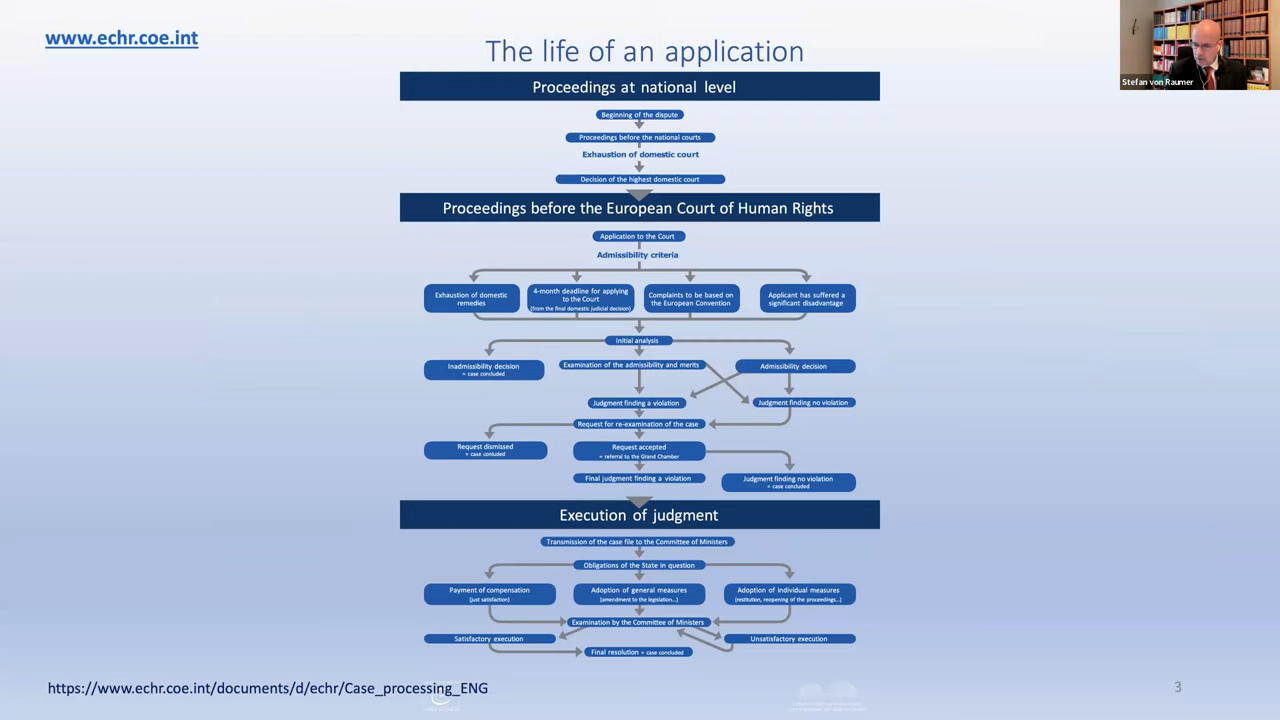 www.echr.coe.int
The life of an application
Stefan von Raumer
Proceedings at national level
Beginning of the dispute
Proceedings before the national courts
Exhaustion of domestic court
Decision of the highest domestic court
Proceedings before the European Court of Human Rights
Application to the Court
Admissibility criteria
Exhaustion of domestic
remedies
4-month deadline for applying
to the Court
(from the final domestic judicial decision)
Complaints to be based on
the European Convention
Applicant has suffered a
significant disadvantage
Initial analysis
Inadmissibility decision
= case concluded
Examination of the admissibility and merits
Admissibility decision
Judgment finding a violation
Judgment finding no violation
Request for re-examination of the case
Request dismissed
= case conluded
Request accepted
= referral to the Grand Chamber
Final judgment finding a violation
Judgment finding no violation
= case concluded
Execution of judgment
Transmission of the case file to the Committee of Ministers
Obligations of the State in question
Payment of compensation
(just satisfaction)
Adoption of general measures
(amendment to the legislation...)
Adoption of individual measures
(restitution, reopening of the proceedings...)
Examination by the Committee of Ministers
Satisfactory execution
Unsatisfactory execution
Final resolution = case concluded
https://www.echr.coe.int/documents/d/echr/Case_processing_ENG
3